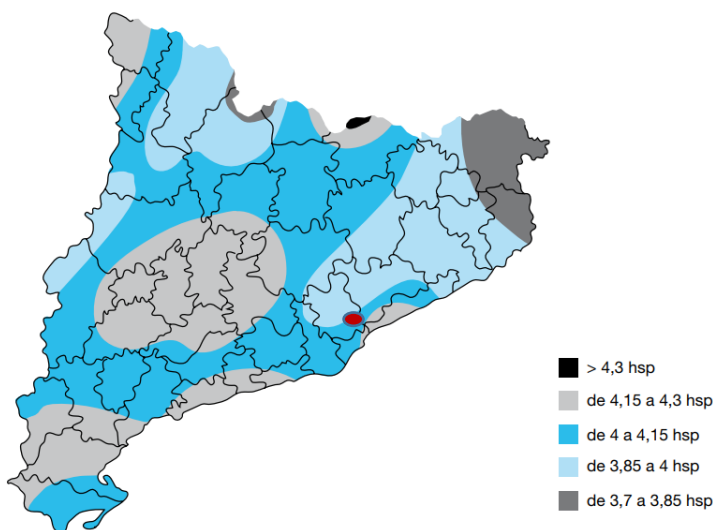 > 4,3 hsp
de 4,15 a 4,3 hsp
de 4 a 4,15 hsp
de 3,85 a 4 hsp
de 3,7 a 3,85 hsp